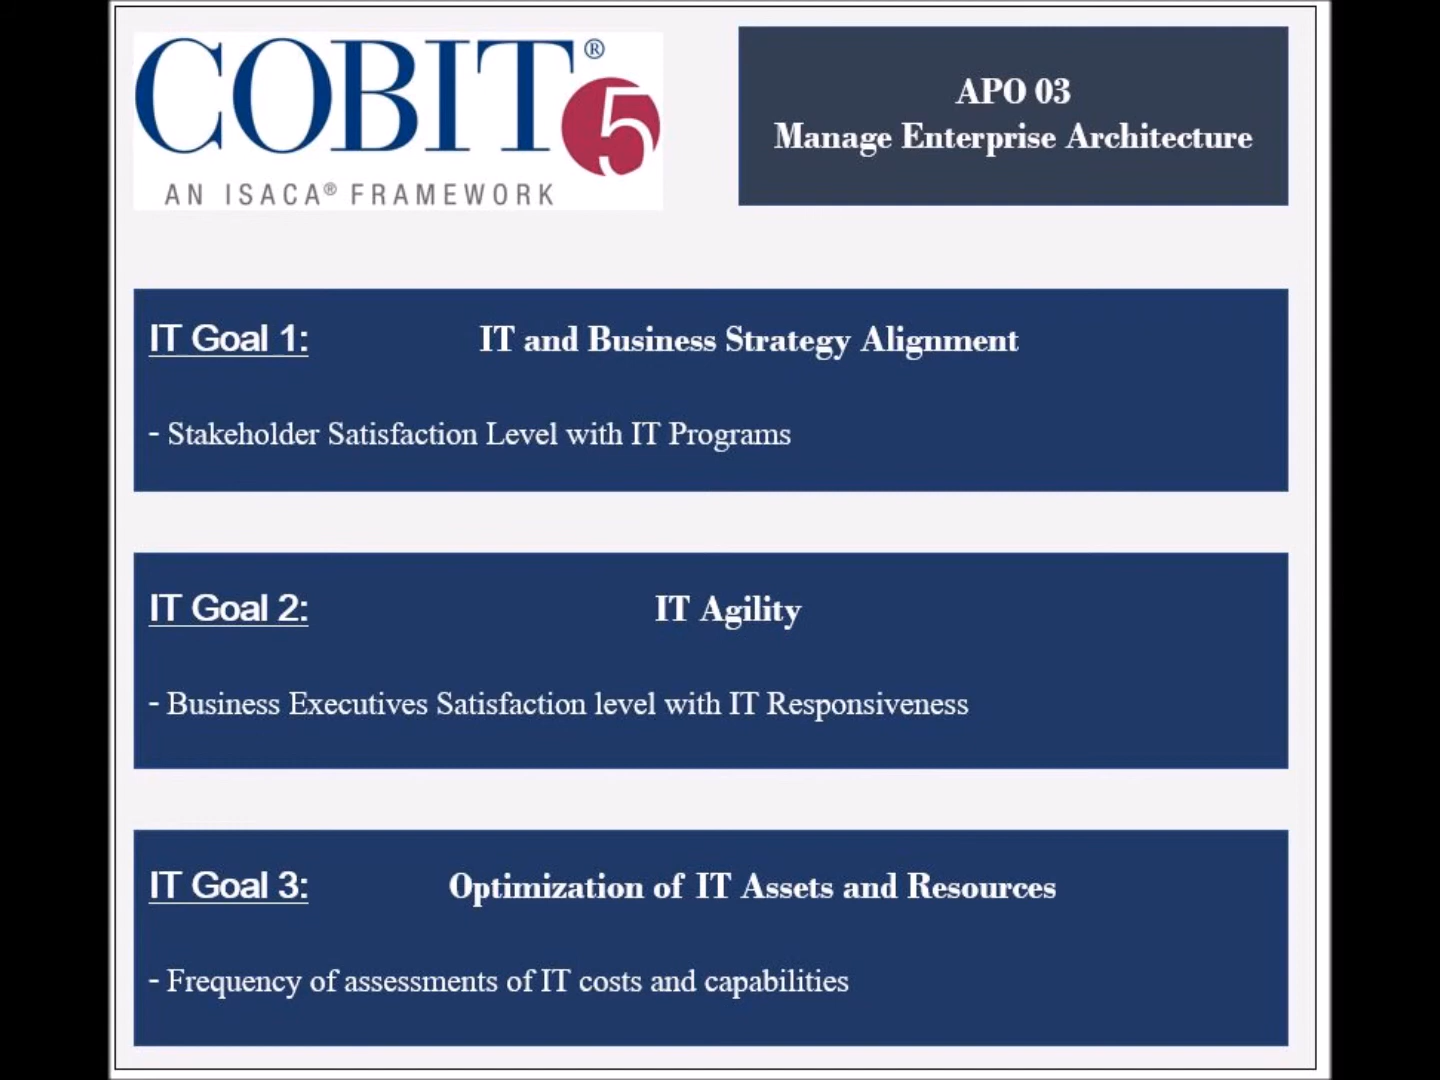 COBIT® 5
AN ISACA® FRAMEWORK
APO 03
Manage Enterprise Architecture
IT Goal 1: IT and Business Strategy Alignment
- Stakeholder Satisfaction Level with IT Programs
IT Goal 2: IT Agility
- Business Executives Satisfaction level with IT Responsiveness
IT Goal 3: Optimization of IT Assets and Resources
- Frequency of assessments of IT costs and capabilities